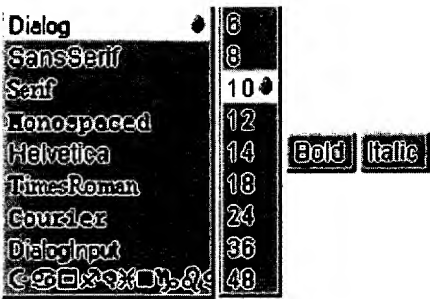 Dialog
SansSerif
Serif
Monospaced
Helvetica
TimesRoman
Courier
DialogInput
6
8
10
12
14
18
24
36
48
Bold
Italic